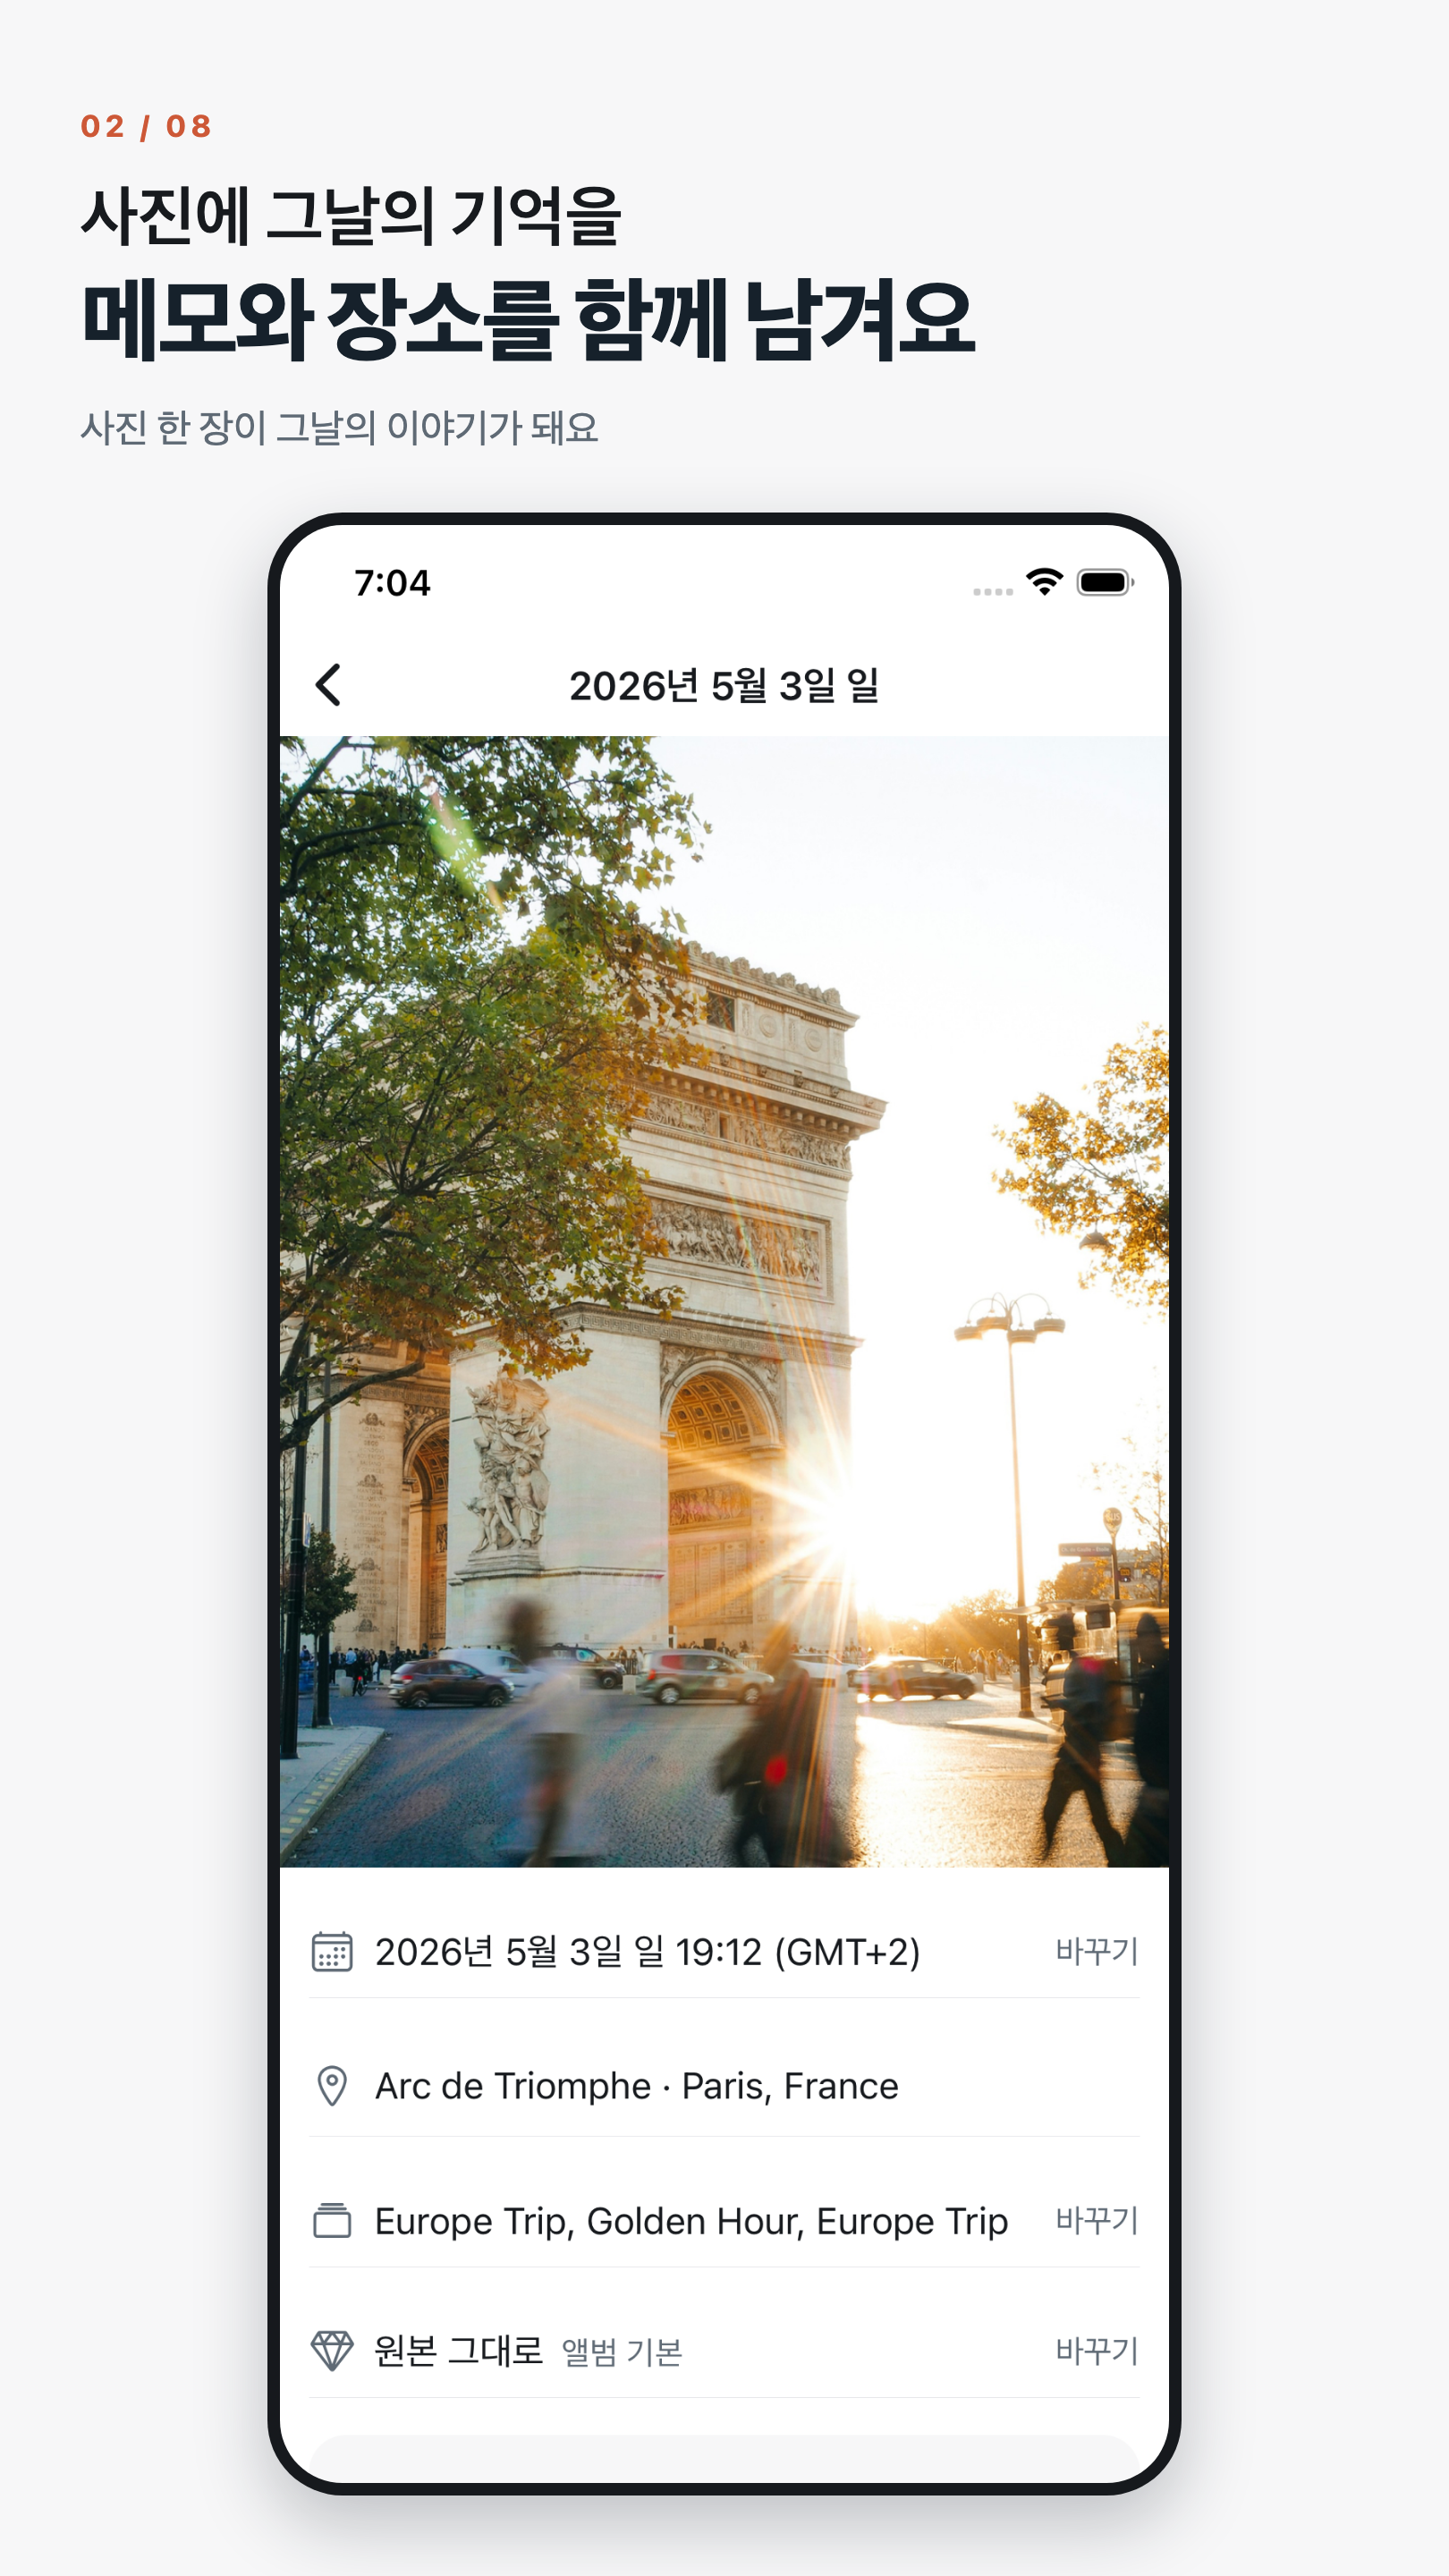 02 / 08
사진에 그날의 기억을
메모와 장소를 함께 남겨요
사진 한 장이 그날의 이야기가 돼요
7:04
2026년 5월 3일 일
2026년 5월 3일 일 19:12 (GMT+2) 바꾸기
Arc de Triomphe · Paris, France
Europe Trip, Golden Hour, Europe Trip 바꾸기
원본 그대로 앨범 기본 바꾸기